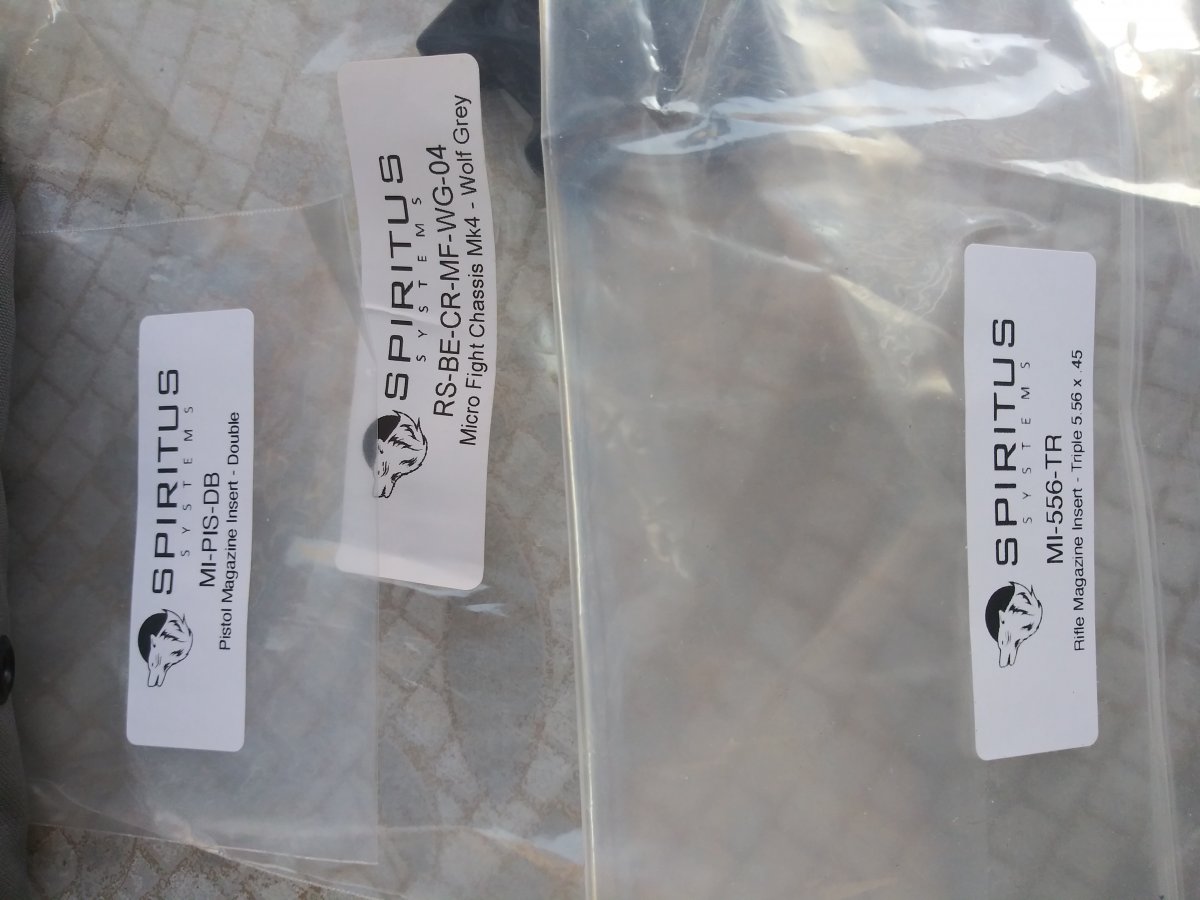 SPIRITUS
SYSTEMS
MI-PIS-DB
Pistol Magazine Insert - Double
SPIRITUS
SYSTEMS
RS-BE-CR-MF-WG-04
Micro Fight Chassis Mk4 - Wolf Grey
SPIRITUS
SYSTEMS
MI-556-TR
Rifle Magazine Insert - Triple 5.56 x .45